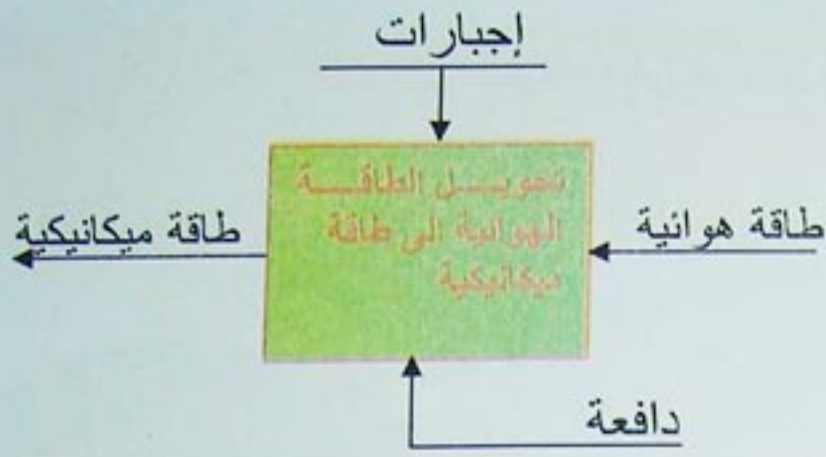 إجبارات
تحويل الطاقة
الهوائية الى طاقة
ميكانيكية
طاقة هوائية
طاقة ميكانيكية
دافعة